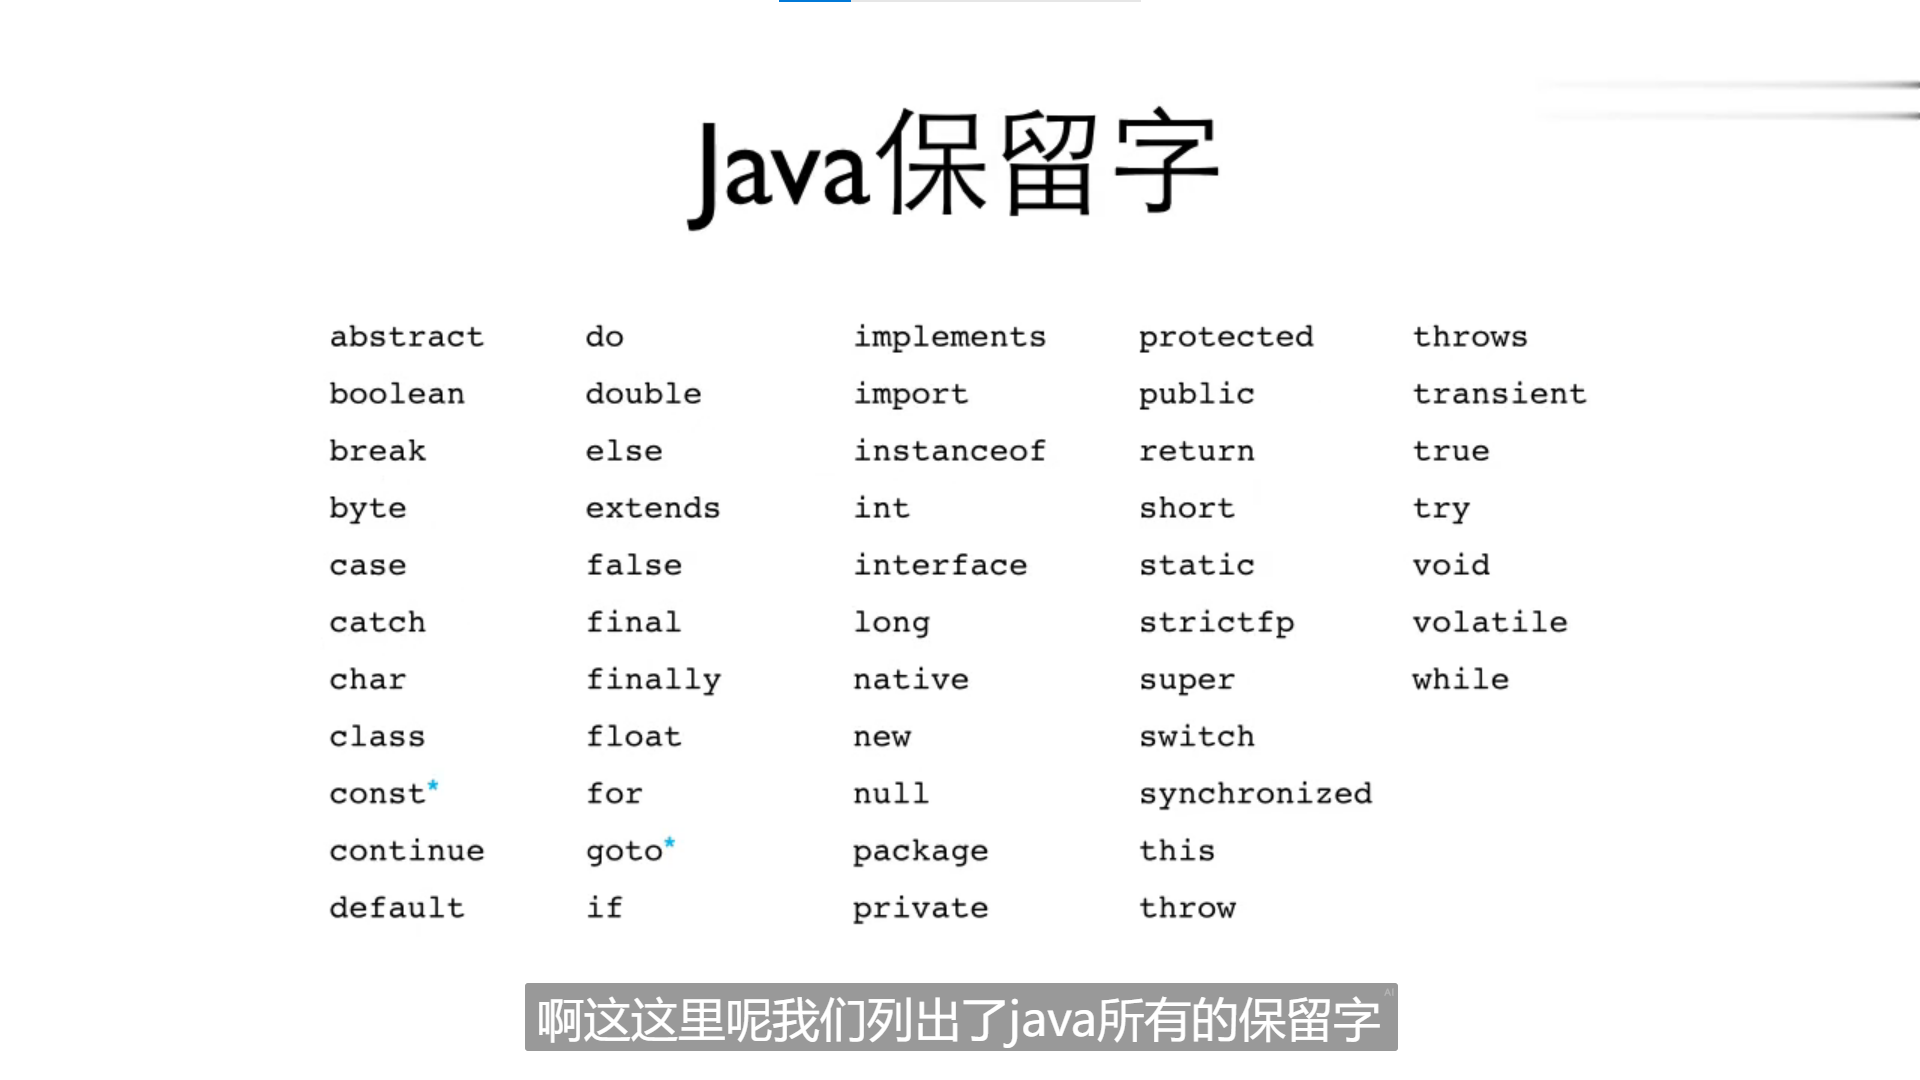 Java保留字
abstract do implements protected throws
boolean double import public transient
break else instanceof return true
byte extends int short try
case false interface static void
catch final long strictfp volatile
char finally native super while
class float new switch
const* for null synchronized
continue goto* package this
default if private throw
啊这这里呢我们列出了java所有的保留字
AI